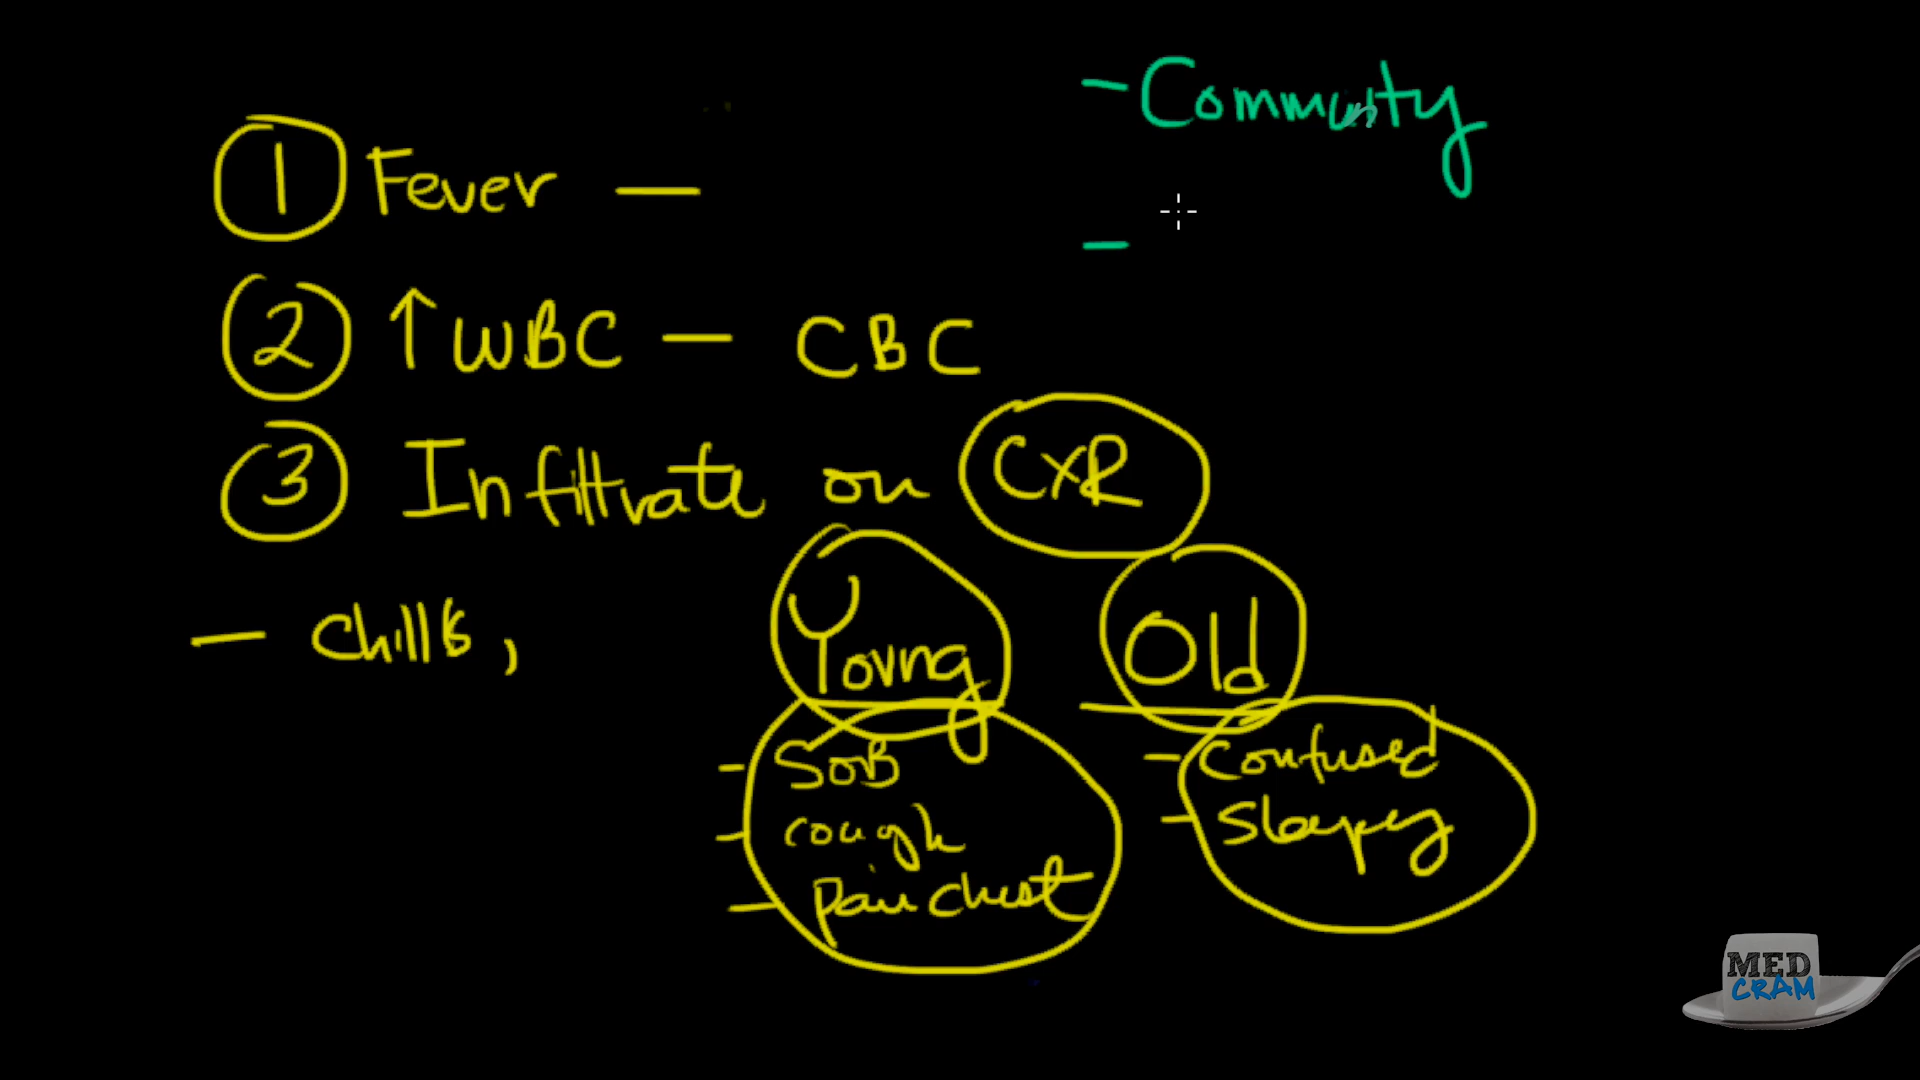 - Community
① Fever —
-
② ↑ WBC — CBC
③ Infiltrate on CXR
Young
Old
- Chills,
- SOB
- cough
- Pain chest
- Confused
- Sleepy
MED
CRAM